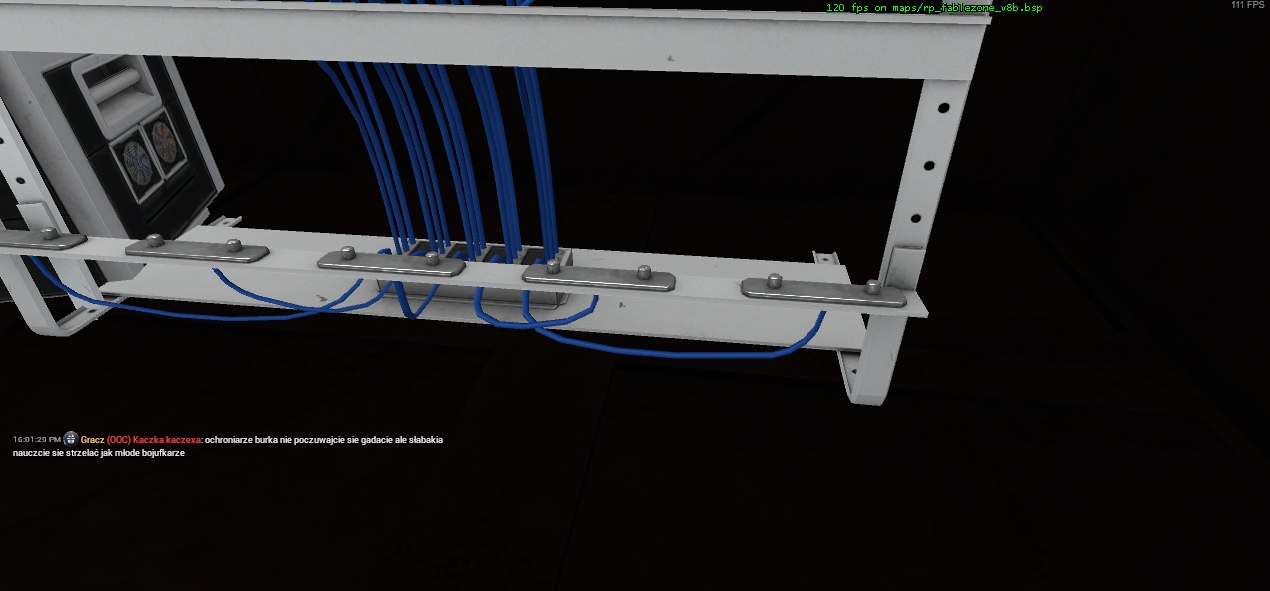 120 fps on maps/rp_fablezone_v8b.bsp
111 FPS
16:01:29 PM Gracz (OOC) Kaczka kaczexa: ochroniarze burka nie poczuwajcie sie gadacie ale słabakia
nauczcie sie strzelać jak młode bojufkarze